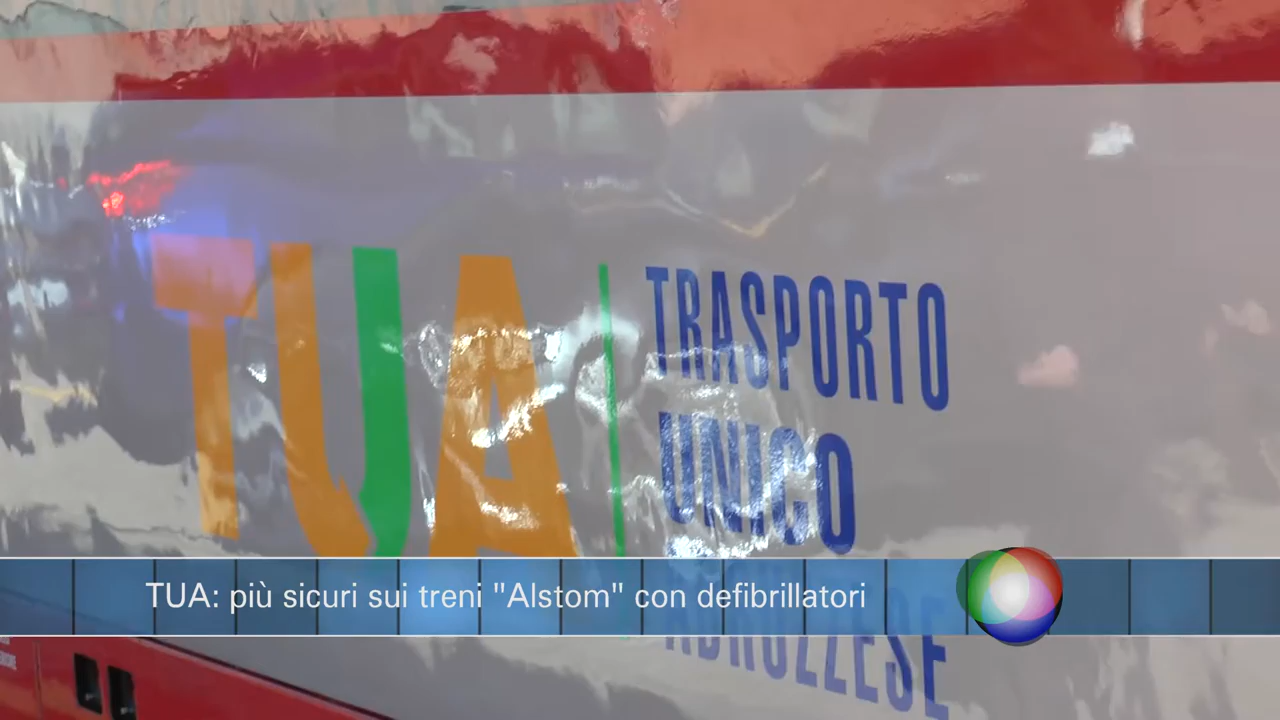 TUA
TRASPORTO
UNICO
ABRUZZESE
TUA: più sicuri sui treni "Alstom" con defibrillatori